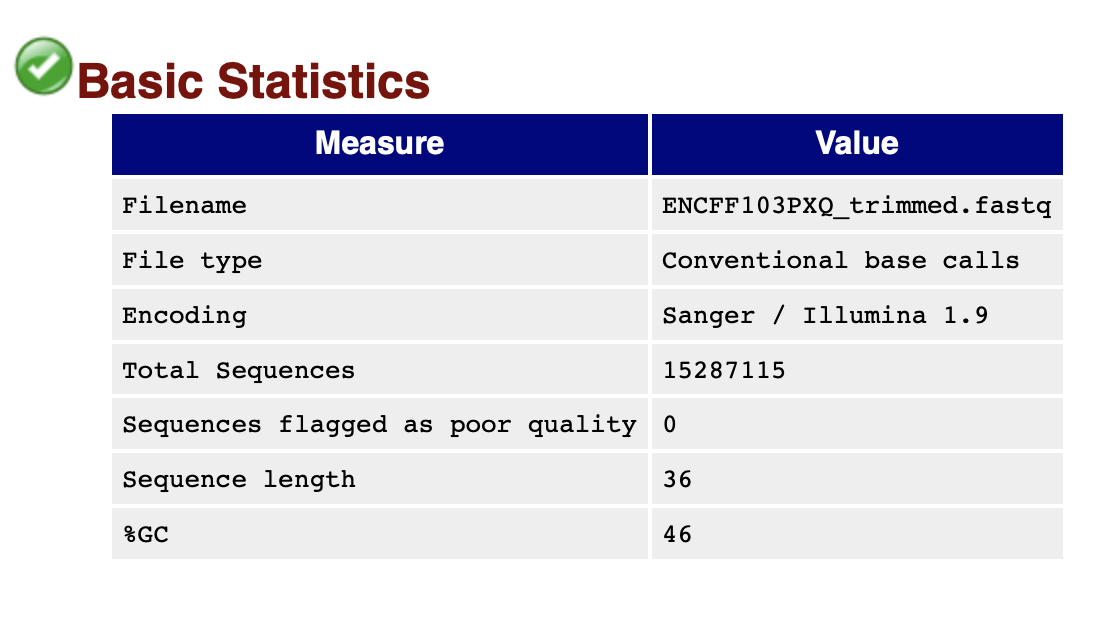 Basic Statistics
Measure Value
Filename ENCFF103PXQ_trimmed.fastq
File type Conventional base calls
Encoding Sanger / Illumina 1.9
Total Sequences 15287115
Sequences flagged as poor quality 0
Sequence length 36
%GC 46